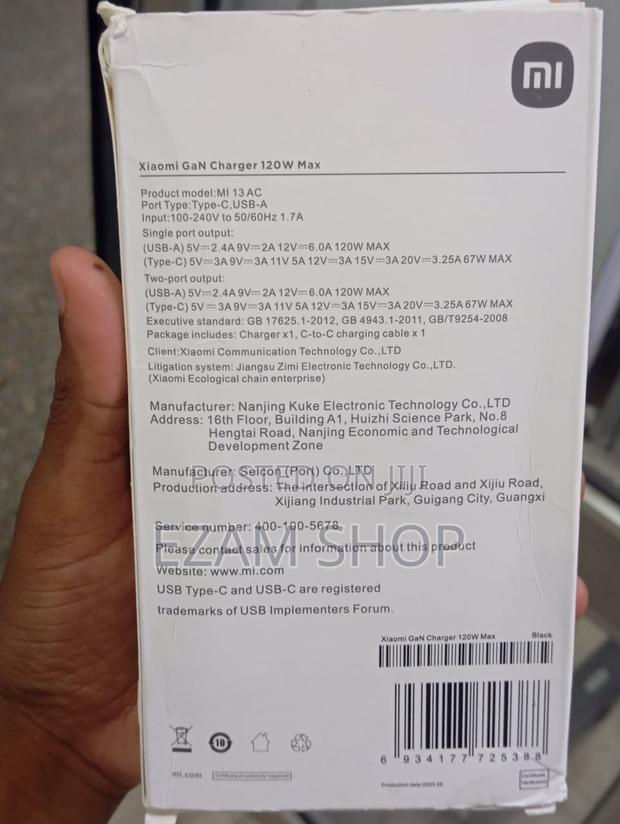 mi
Xiaomi GaN Charger 120W Max
Product model:MI 13 AC
Port Type:Type-C,USB-A
Input:100-240V to 50/60Hz 1.7A
Single port output:
(USB-A) 5V⎓2.4A 9V⎓2A 12V⎓6.0A 120W MAX
(Type-C) 5V⎓3A 9V⎓3A 11V 5A 12V⎓3A 15V⎓3A 20V⎓3.25A 67W MAX
Two-port output:
(USB-A) 5V⎓2.4A 9V⎓2A 12V⎓6.0A 120W MAX
(Type-C) 5V⎓3A 9V⎓3A 11V 5A 12V⎓3A 15V⎓3A 20V⎓3.25A 67W MAX
Executive standard: GB 17625.1-2012, GB 4943.1-2011, GB/T9254-2008
Package includes: Charger x1, C-to-C charging cable x 1
Client:Xiaomi Communication Technology Co.,LTD
Litigation system: Jiangsu Zimi Electronic Technology Co.,LTD.
(Xiaomi Ecological chain enterprise)
Manufacturer: Nanjing Kuke Electronic Technology Co.,LTD
Address: 16th Floor, Building A1, Huizhi Science Park, No.8
Hengtai Road, Nanjing Economic and Technological
Development Zone
Manufacturer: Selcon (Port) Co.,LTD
POSTED ON JIJI
Production address: The intersection of Xiliu Road and Xijiu Road,
Xijiang Industrial Park, Guigang City, Guangxi
Service number: 400-100-5678
EZAM SHOP
Please contact sales for information about this product
Website: www.mi.com
USB Type-C and USB-C are registered
trademarks of USB Implementers Forum.
Xiaomi GaN Charger 120W Max Black
6 934177 725388
10
mi.com Certificate of conformity inspected